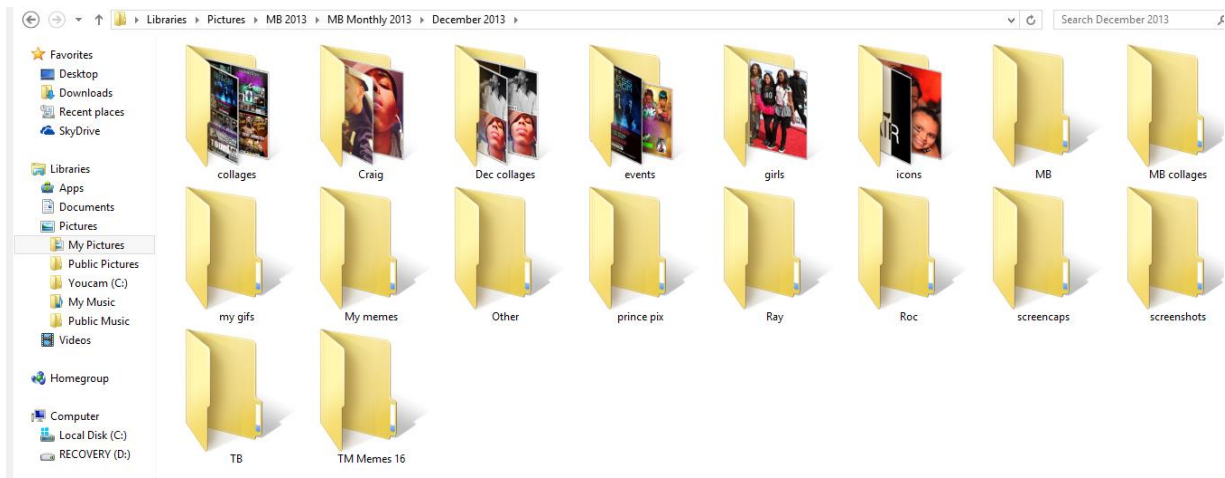 Libraries Pictures MB 2013 MB Monthly 2013 December 2013
Search December 2013
Favorites
Desktop
Downloads
Recent places
SkyDrive
Libraries
Apps
Documents
Pictures
My Pictures
Public Pictures
Youcam (C:)
My Music
Public Music
Videos
Homegroup
Computer
Local Disk (C:)
RECOVERY (D:)
collages Craig Dec collages events girls icons MB MB collages
my gifs My memes Other prince pix Ray Roc screencaps screenshots
TB TM Memes 16